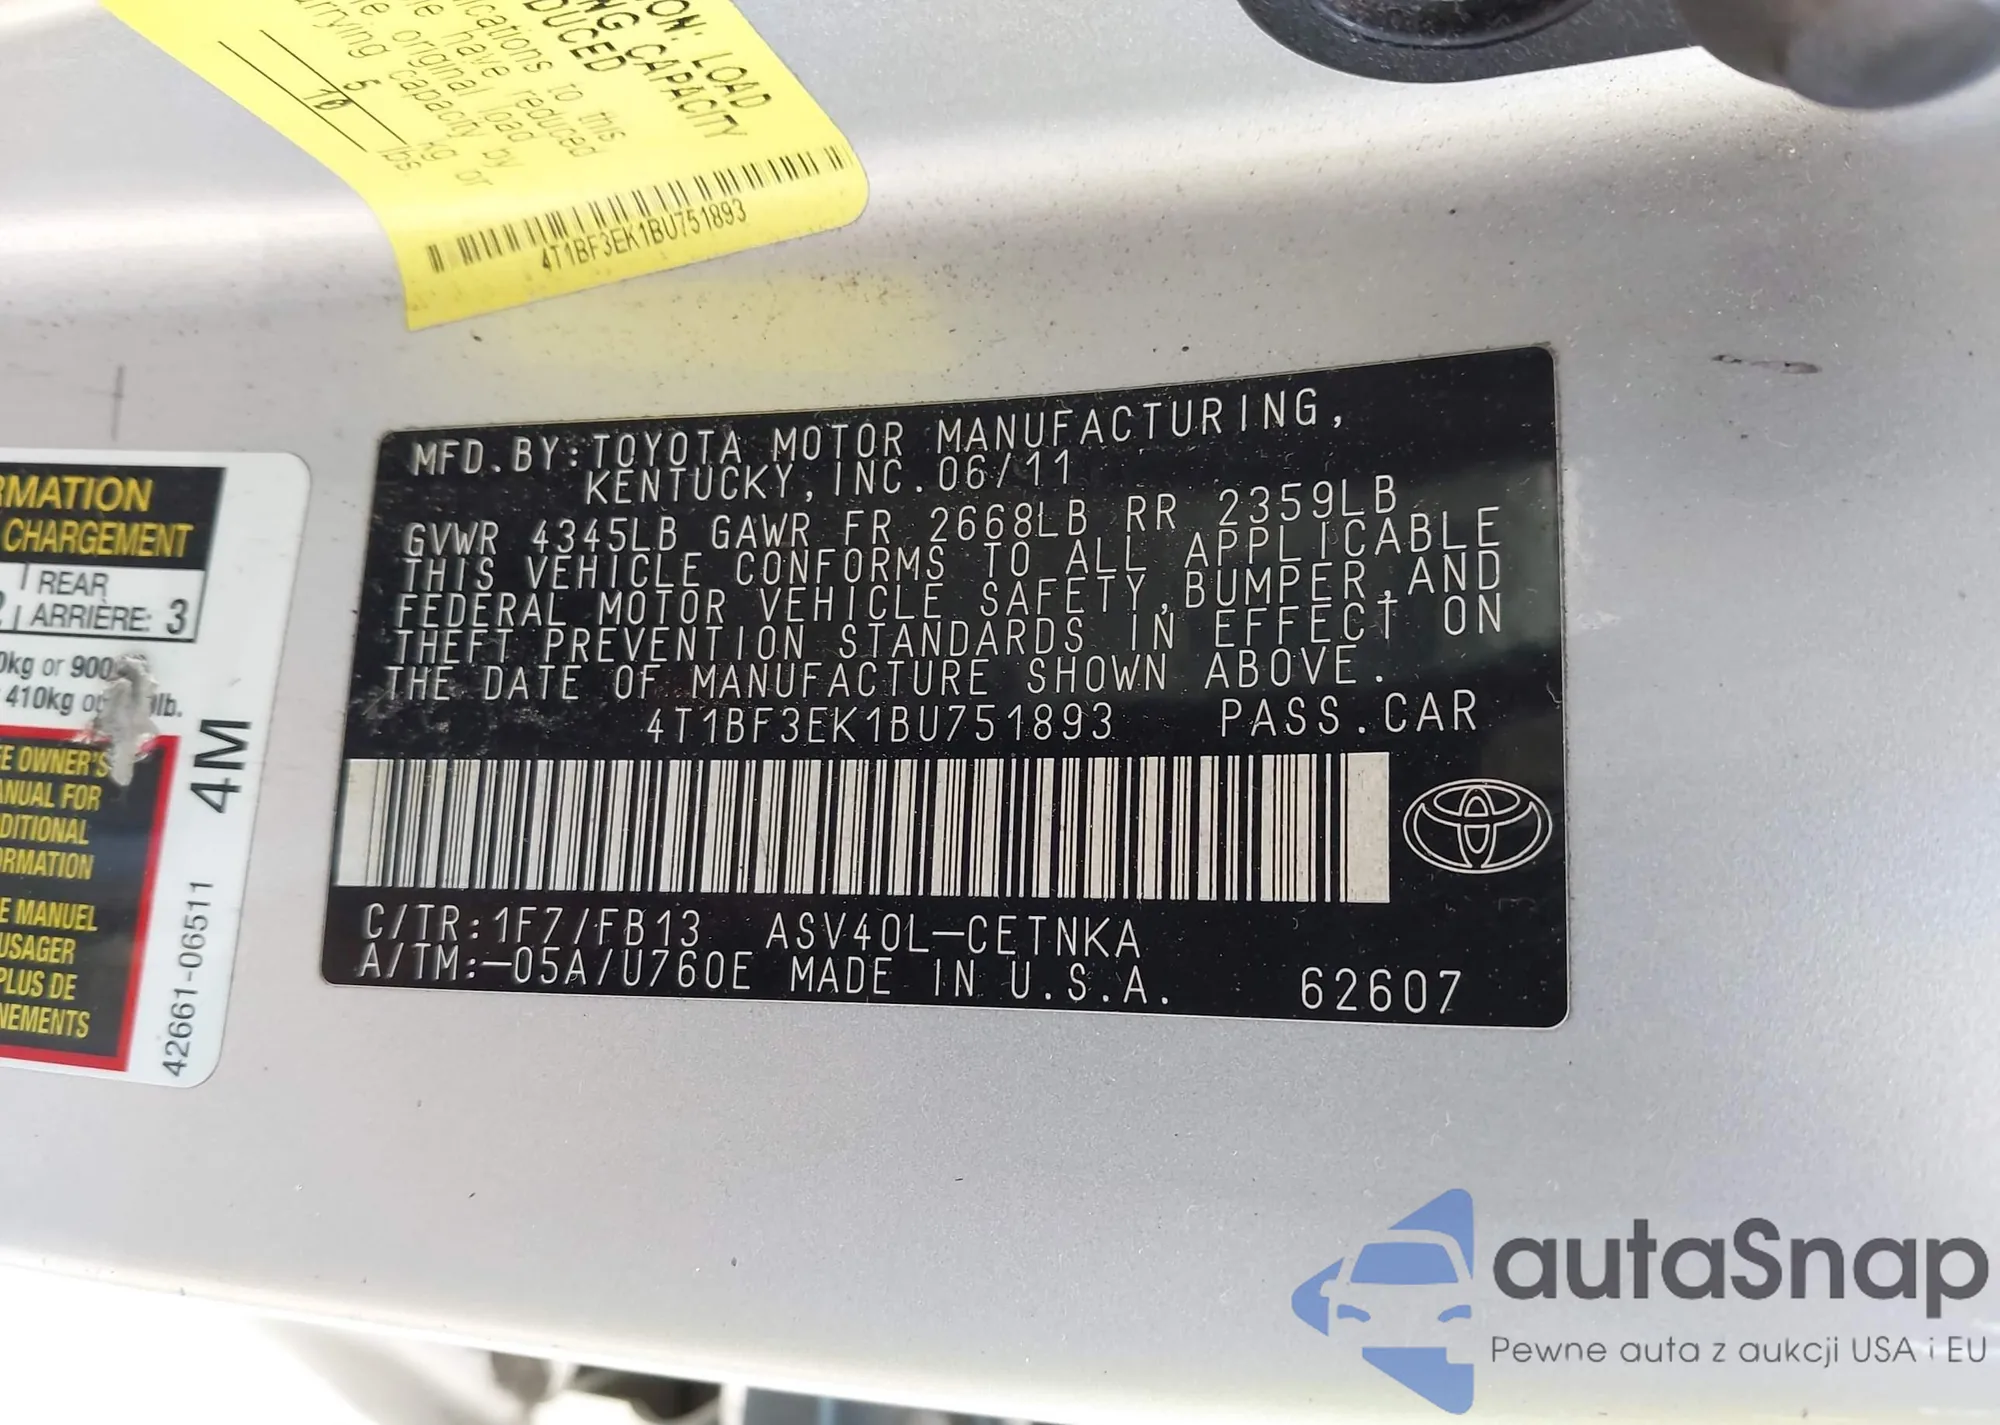 ION: LOAD
NG CAPACITY
DUCED
ications to this
le have reduced
he original load
arrying capacity by
5 kg or
10 lbs
4T1BF3EK1BU751893
RMATION
CHARGEMENT
REAR
ARRIÈRE: 3
0kg or 900
410kg lb.
E OWNER'S
ANUAL FOR
DITIONAL
ORMATION
E MANUEL
USAGER
PLUS DE
NEMENTS
42661-06511 4M
MFD.BY:TOYOTA MOTOR MANUFACTURING,
KENTUCKY,INC.06/11
GVWR 4345LB GAWR FR 2668LB RR 2359LB
THIS VEHICLE CONFORMS TO ALL APPLICABLE
FEDERAL MOTOR VEHICLE SAFETY,BUMPER,AND
THEFT PREVENTION STANDARDS IN EFFECT ON
THE DATE OF MANUFACTURE SHOWN ABOVE.
4T1BF3EK1BU751893 PASS.CAR
C/TR:1F7/FB13 ASV40L-CETNKA
A/TM:-05A/U760E MADE IN U.S.A. 62607
autoSnap
Pewne auta z aukcji USA i EU